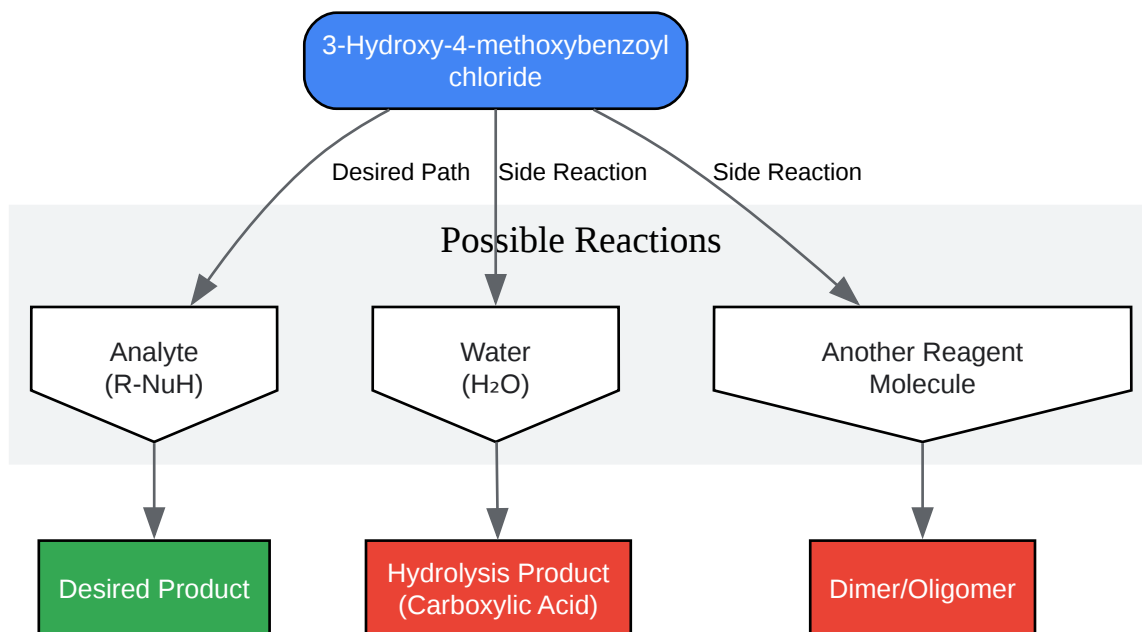 3-Hydroxy-4-methoxybenzoyl
chloride
Desired Path
Side Reaction
Side Reaction
Possible Reactions
Analyte
(R-NuH)
Water
(H₂O)
Another Reagent
Molecule
Desired Product
Hydrolysis Product
(Carboxylic Acid)
Dimer/Oligomer